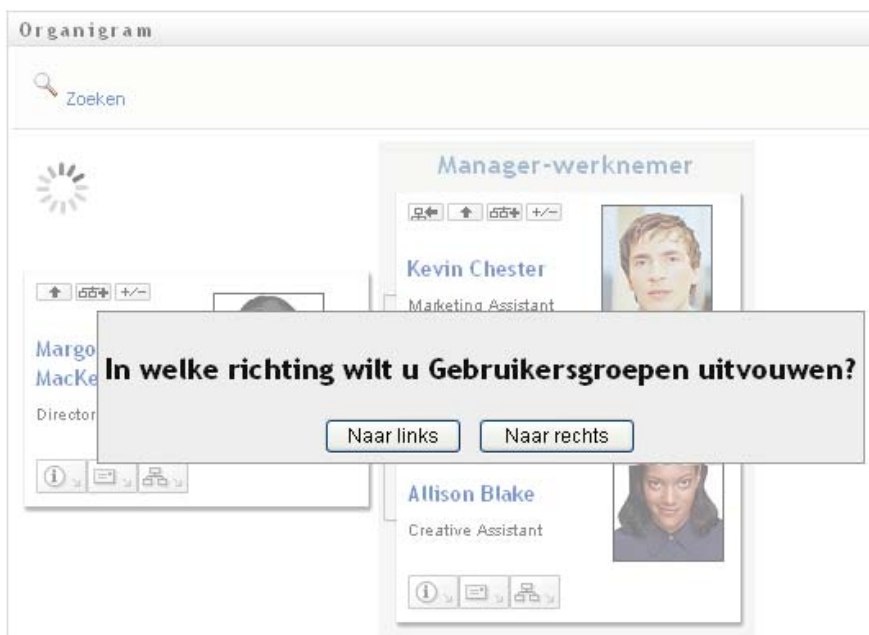 Organigram
Zoeken
Manager-werknemer
Kevin Chester
Marketing Assistant
Margo
MacKe
Director
In welke richting wilt u Gebruikersgroepen uitvouwen?
Naar links
Naar rechts
Allison Blake
Creative Assistant